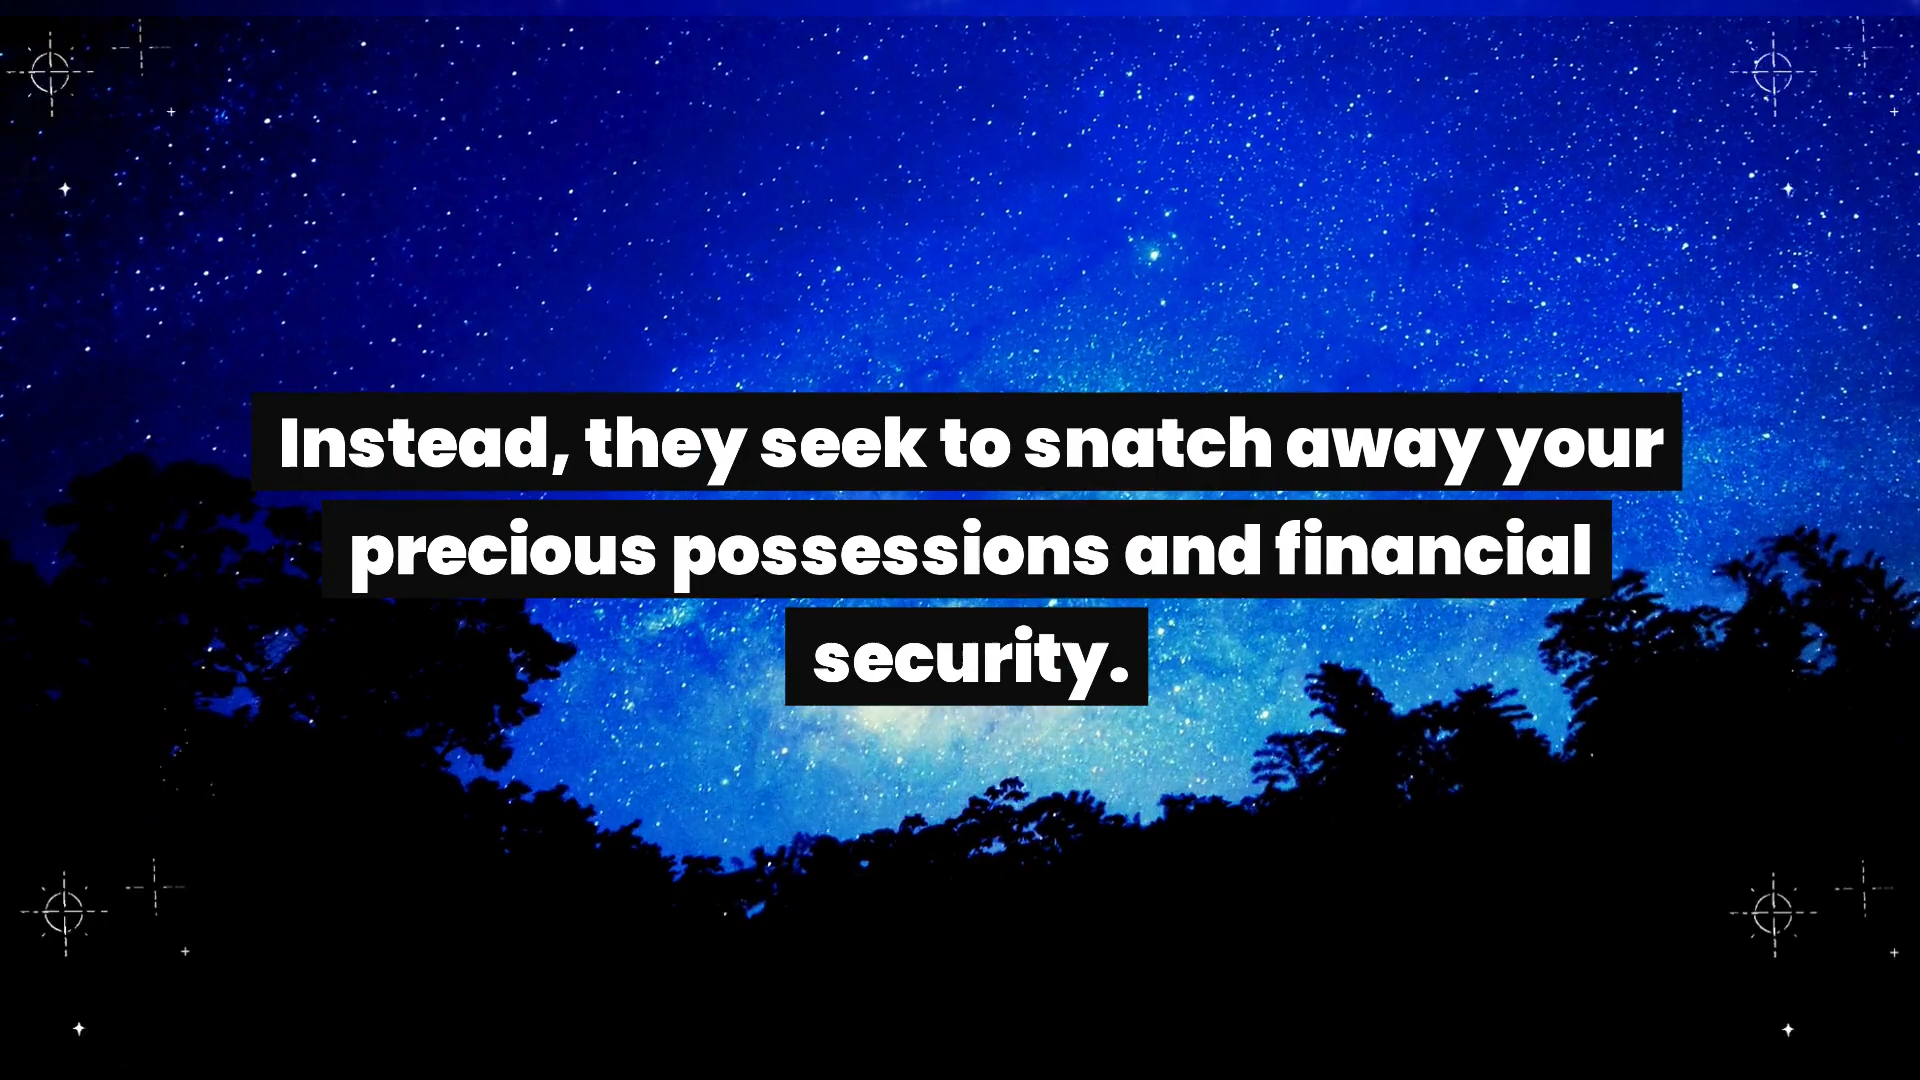 Instead, they seek to snatch away your
precious possessions and financial
security.